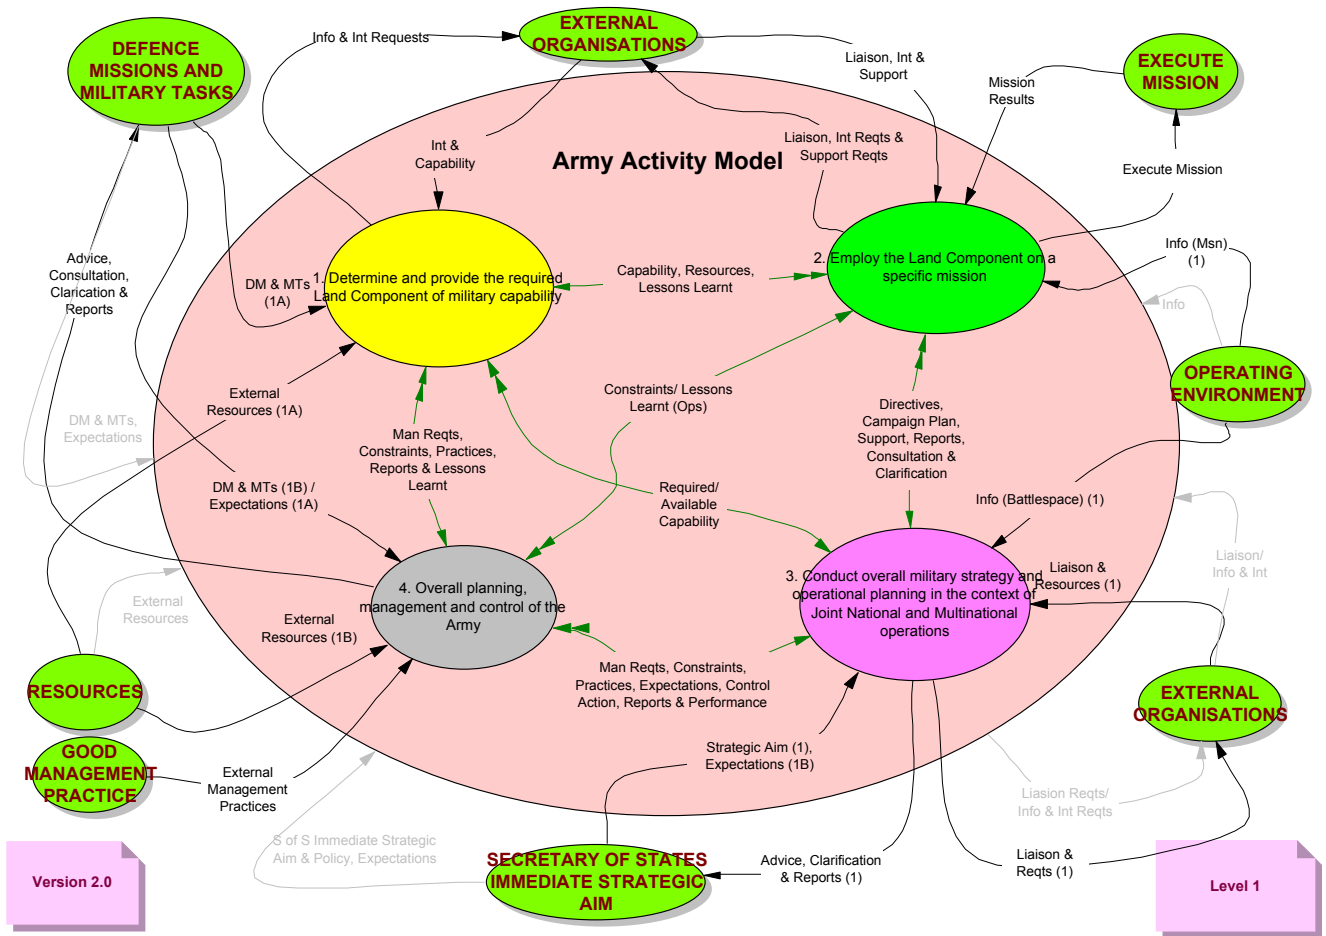 EXTERNAL
ORGANISATIONS
Info & Int Requests
DEFENCE
MISSIONS AND
MILITARY TASKS
Liaison, Int &
Support
EXECUTE
MISSION
Mission
Results
Int &
Capability
Liaison, Int Reqts &
Support Reqts
Army Activity Model
Execute Mission
Advice,
Consultation,
Clarication &
Reports
DM & MTs
(1A)
1. Determine and provide the required
Land Component of military capability
Capability, Resources,
Lessons Learnt
2. Employ the Land Component on a
specific mission
Info (Msn)
(1)
Info
OPERATING
ENVIRONMENT
External
Resources (1A)
Constraints/ Lessons
Learnt (Ops)
Directives,
Campaign Plan,
Support, Reports,
Consultation &
Clarification
DM & MTs,
Expectations
Man Reqts,
Constraints, Practices,
Reports & Lessons
Learnt
DM & MTs (1B) /
Expectations (1A)
Required/
Available
Capability
Info (Battlespace) (1)
Liaison/
Info & Int
External
Resources
4. Overall planning,
management and control of the
Army
3. Conduct overall military strategy and
operational planning in the context of
Joint National and Multinational
operations
Liaison &
Resources (1)
External
Resources (1B)
RESOURCES
Man Reqts, Constraints,
Practices, Expectations, Control
Action, Reports & Performance
EXTERNAL
ORGANISATIONS
GOOD
MANAGEMENT
PRACTICE
External
Management
Practices
Strategic Aim (1),
Expectations (1B)
Liasion Reqts/
Info & Int Reqts
S of S Immediate Strategic
Aim & Policy, Expectations
SECRETARY OF STATES
IMMEDIATE STRATEGIC
AIM
Advice, Clarification
& Reports (1)
Liaison &
Reqts (1)
Version 2.0
Level 1